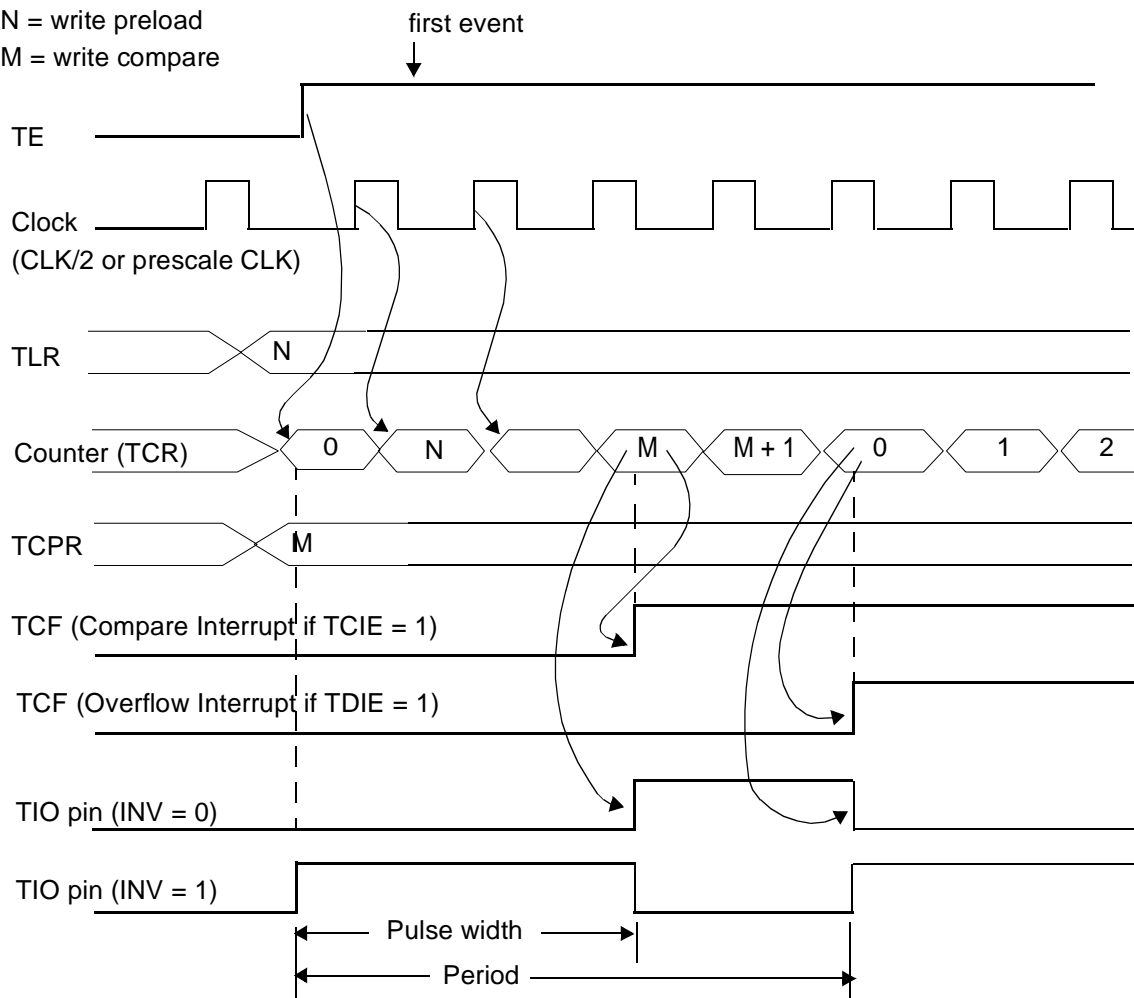 N = write preload
M = write compare
first event
TE
Clock
(CLK/2 or prescale CLK)
TLR
N
Counter (TCR)
0
N
M
M + 1
0
1
2
TCPR
M
TCF (Compare Interrupt if TCIE = 1)
TCF (Overflow Interrupt if TDIE = 1)
TIO pin (INV = 0)
TIO pin (INV = 1)
Pulse width
Period